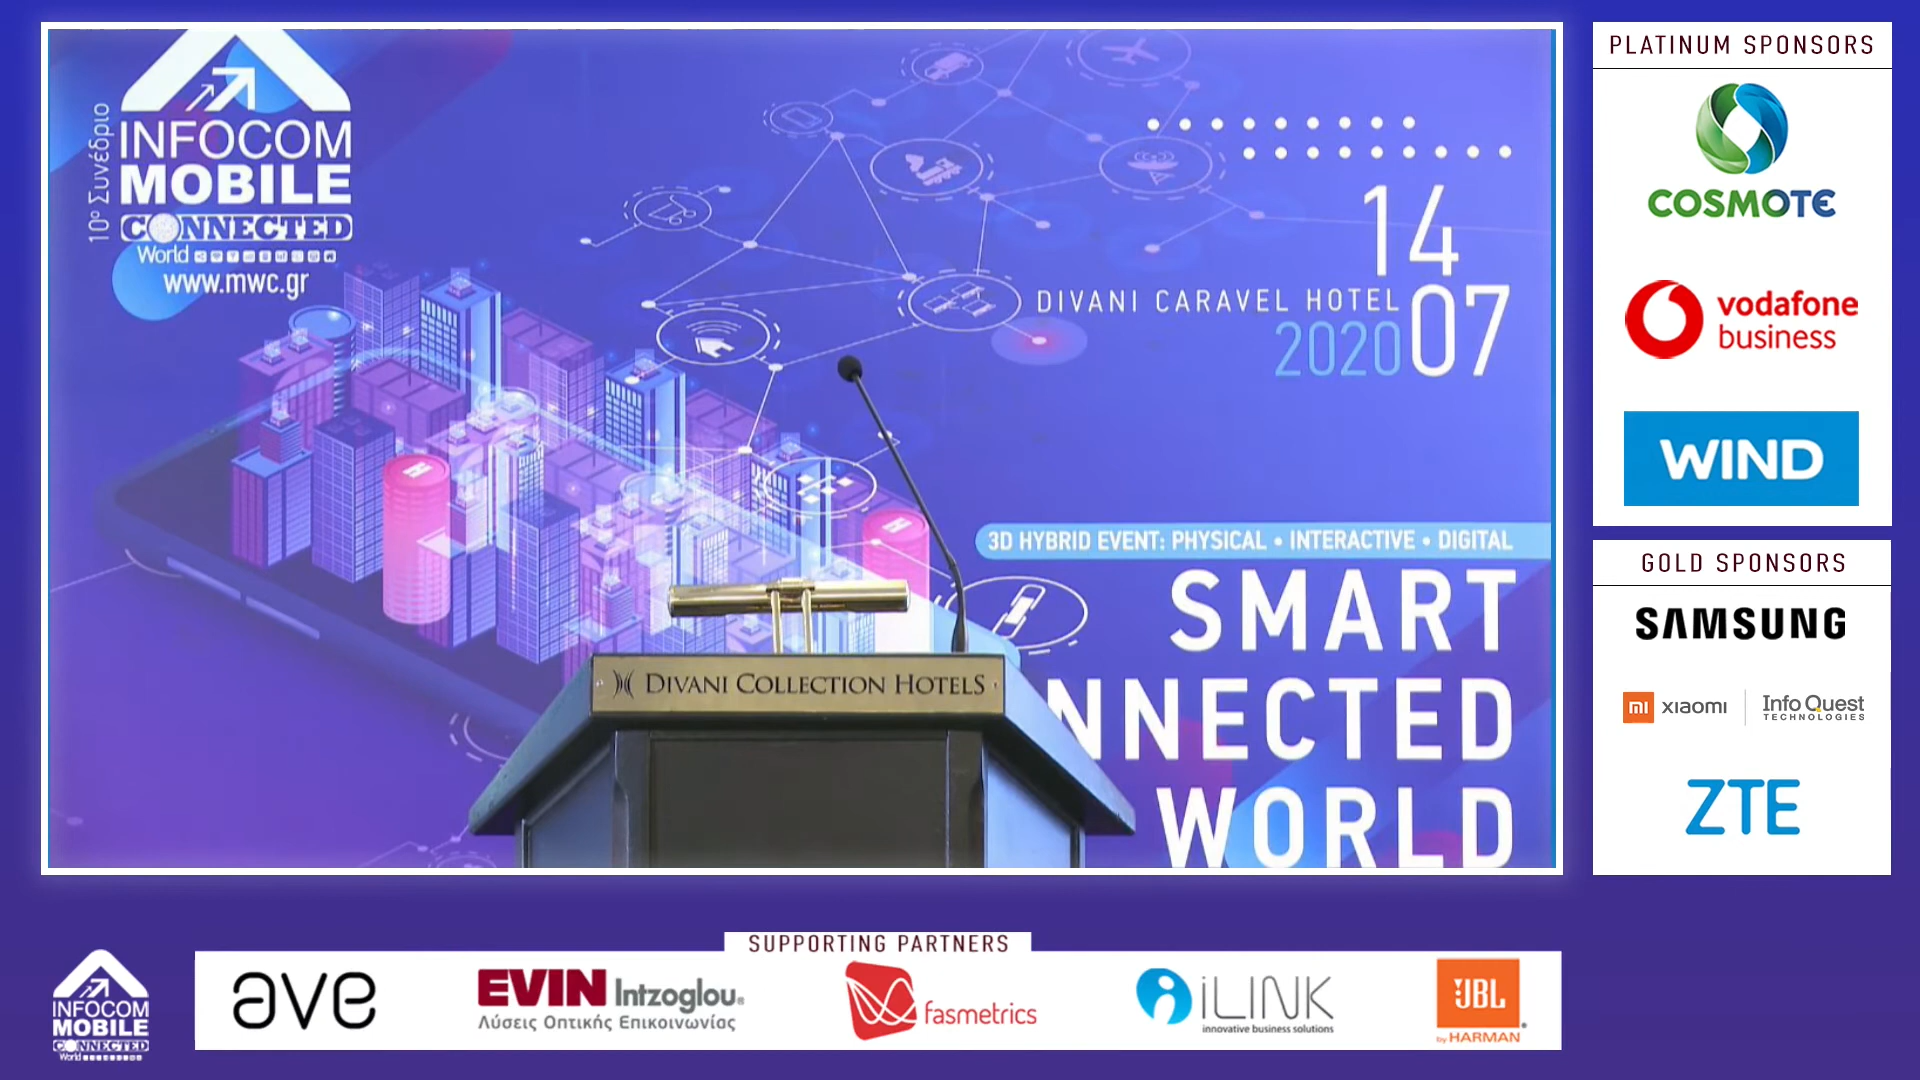 10º Συνέδριο
INFOCOM
MOBILE
CONNECTED
World
www.mwc.gr
14
DIVANI CARAVEL HOTEL
2020 07
3D HYBRID EVENT: PHYSICAL • INTERACTIVE • DIGITAL
SMART
NNECTED
WORLD
DIVANI COLLECTION HOTELS
PLATINUM SPONSORS
COSMOTE
vodafone
business
WIND
GOLD SPONSORS
SAMSUNG
mi xiaomi
Info Quest
TECHNOLOGIES
ZTE
SUPPORTING PARTNERS
INFOCOM
MOBILE
CONNECTED
World
ave
EVIN Intzoglou
Λύσεις Οπτικής Επικοινωνίας
fasmetrics
iLINK
innovative business solutions
JBL
by HARMAN